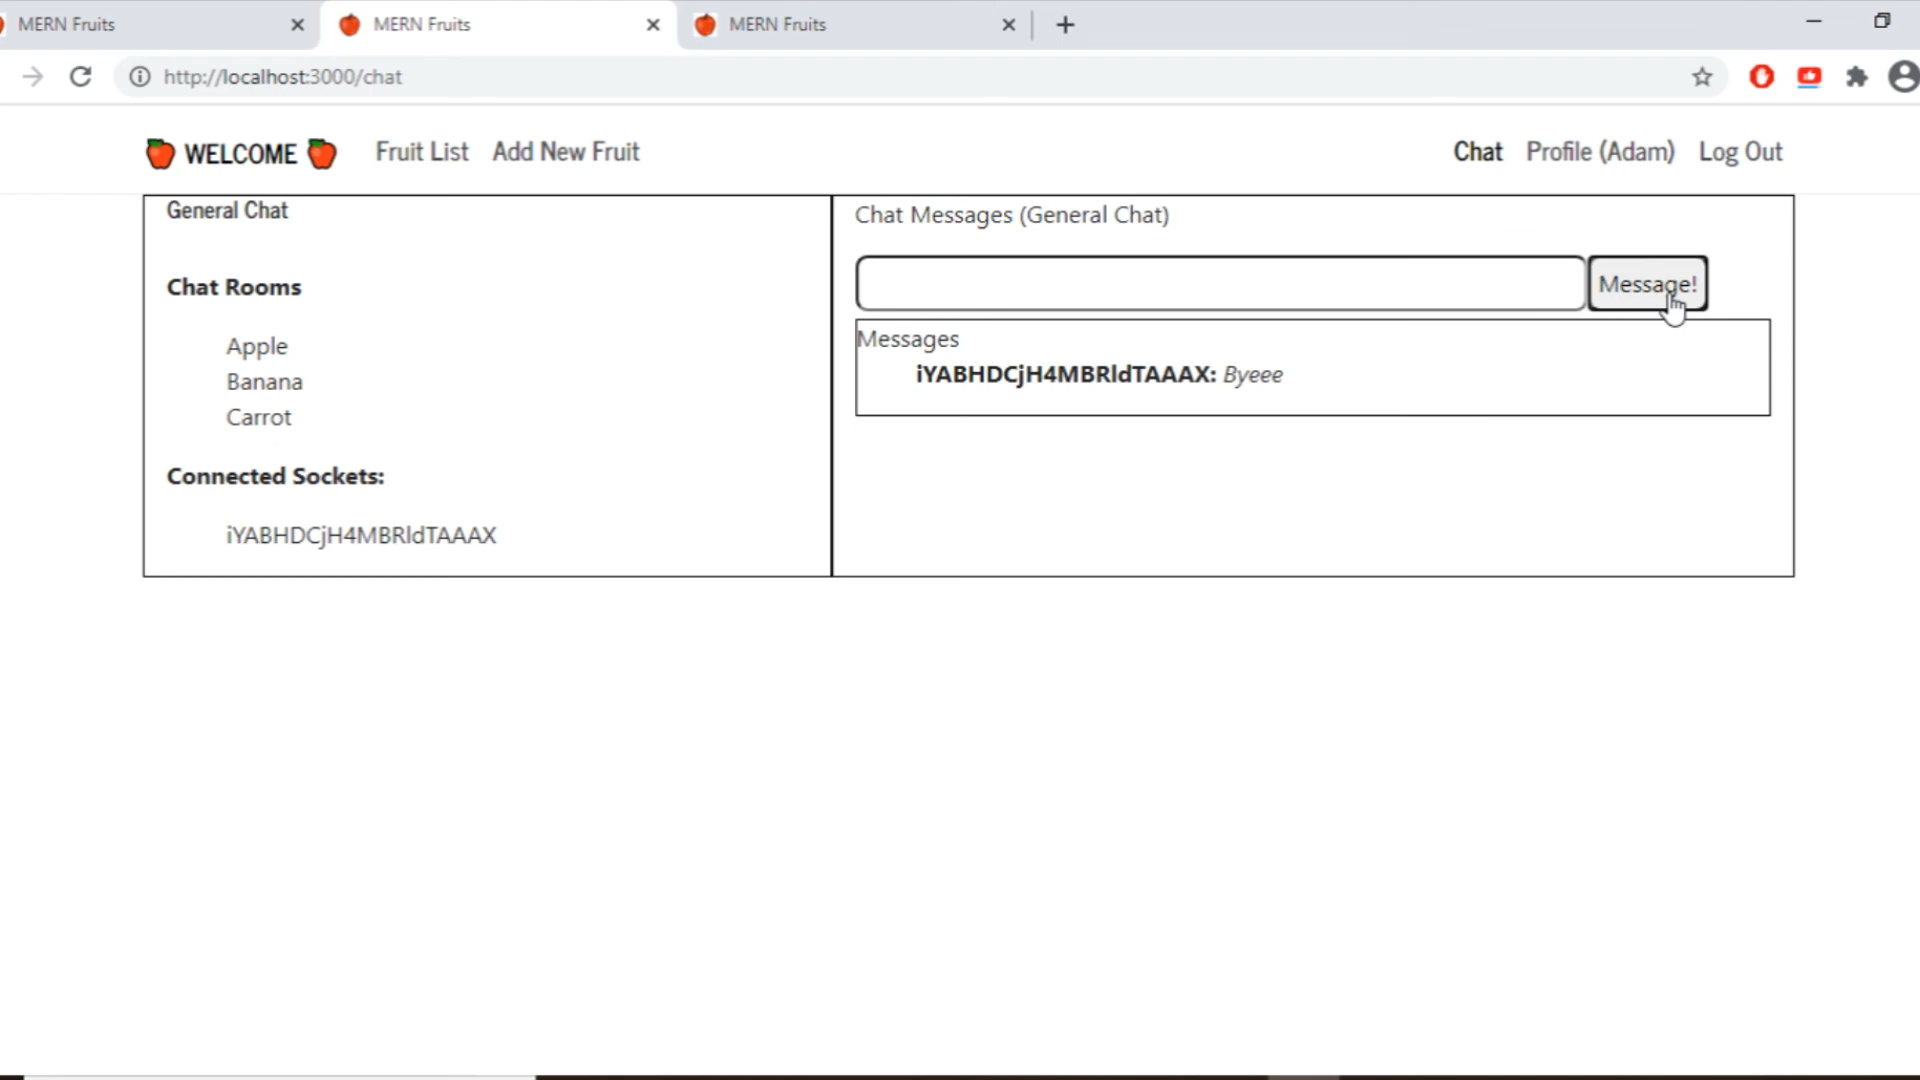 MERN Fruits
MERN Fruits
MERN Fruits
http://localhost:3000/chat
WELCOME
Fruit List
Add New Fruit
Chat
Profile (Adam)
Log Out
General Chat
Chat Rooms
Apple
Banana
Carrot
Connected Sockets:
iYABHDCjH4MBRldTAAAX
Chat Messages (General Chat)
Message!
Messages
iYABHDCjH4MBRldTAAAX: Byeee